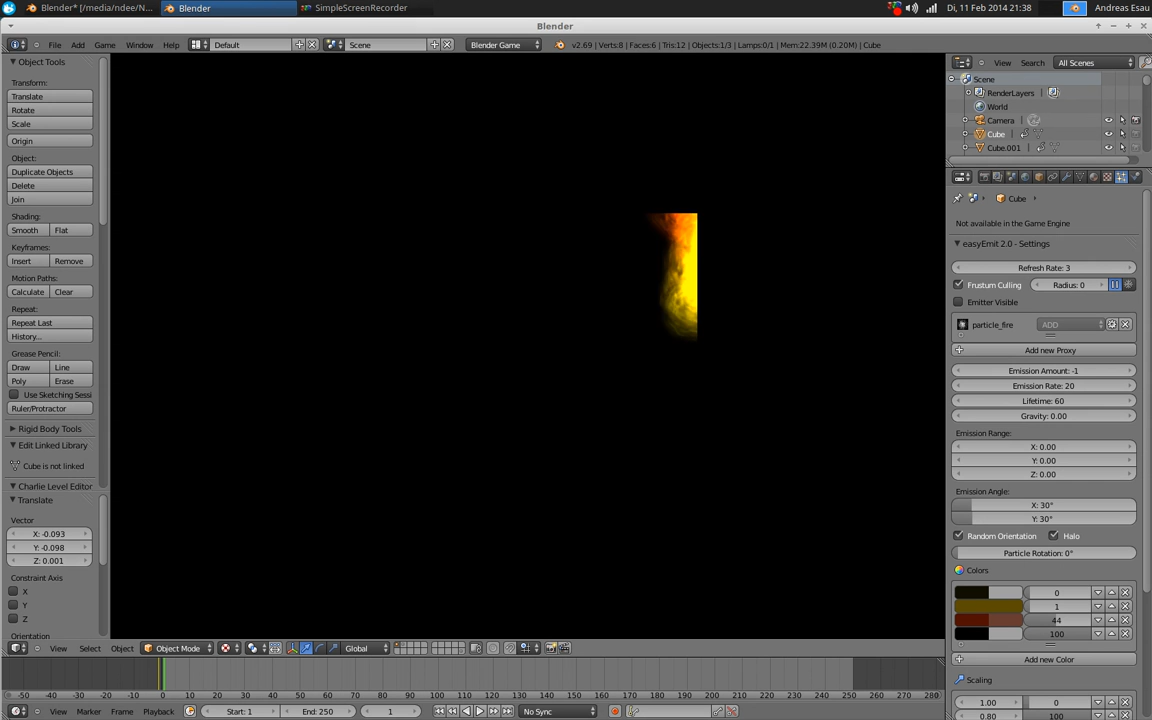 Blender* [/media/ndee/N... Blender SimpleScreenRecorder Di, 11 Feb 2014 21:38 Andreas Esau
Blender
File Add Game Window Help Default Scene Blender Game v2.69 | Verts:8 | Faces:6 | Tris:12 | Objects:1/3 | Lamps:0/1 | Mem:22.39M (0.20M) | Cube
View Search All Scenes
Object Tools
Transform:
Translate
Rotate
Scale
Origin
Object:
Duplicate Objects
Delete
Join
Shading:
Smooth Flat
Keyframes:
Insert Remove
Motion Paths:
Calculate Clear
Repeat:
Repeat Last
History...
Grease Pencil:
Draw Line
Poly Erase
Use Sketching Sessi
Ruler/Protractor
Rigid Body Tools
Edit Linked Library
Cube is not linked
Charlie Level Editor
Translate
Vector
X: -0.093
Y: -0.098
Z: 0.001
Constraint Axis
X
Y
Z
Orientation
Scene
RenderLayers
World
Camera
Cube
Cube.001
Cube
Not available in the Game Engine
easyEmit 2.0 - Settings
Refresh Rate: 3
Frustum Culling Radius: 0
Emitter Visible
particle_fire ADD
Add new Proxy
Emission Amount: -1
Emission Rate: 20
Lifetime: 60
Gravity: 0.00
Emission Range:
X: 0.00
Y: 0.00
Z: 0.00
Emission Angle:
X: 30°
Y: 30°
Random Orientation Halo
Particle Rotation: 0°
Colors
0
1
44
100
Add new Color
Scaling
1.00 0
0.80 100
View Select Object Object Mode Global
-50 -40 -30 -20 -10 0 10 20 30 40 50 60 70 80 90 100 110 120 130 140 150 160 170 180 190 200 210 220 230 240 250 260 270 280
View Marker Frame Playback Start: 1 End: 250 1 No Sync